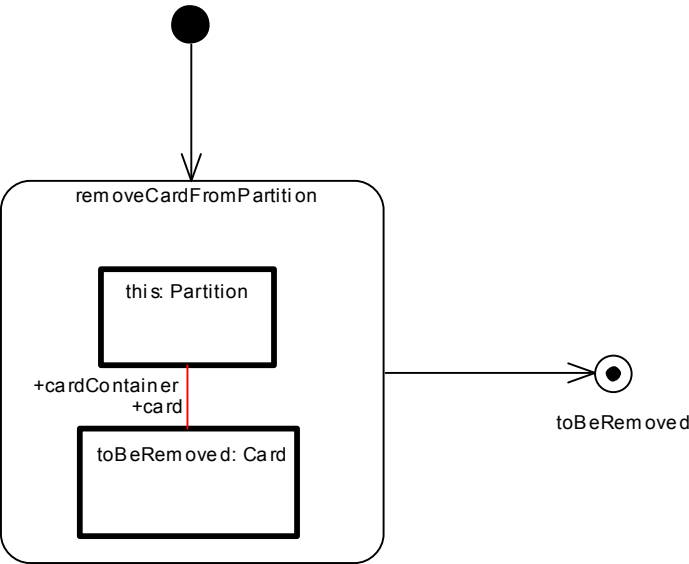 removeCardFromPartition
this: Partition
+cardContainer
+card
toBeRemoved: Card
toBeRemoved